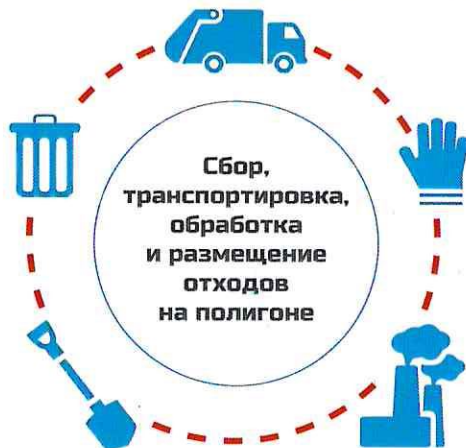 Сбор,
транспортировка,
обработка
и размещение
отходов
на полигоне